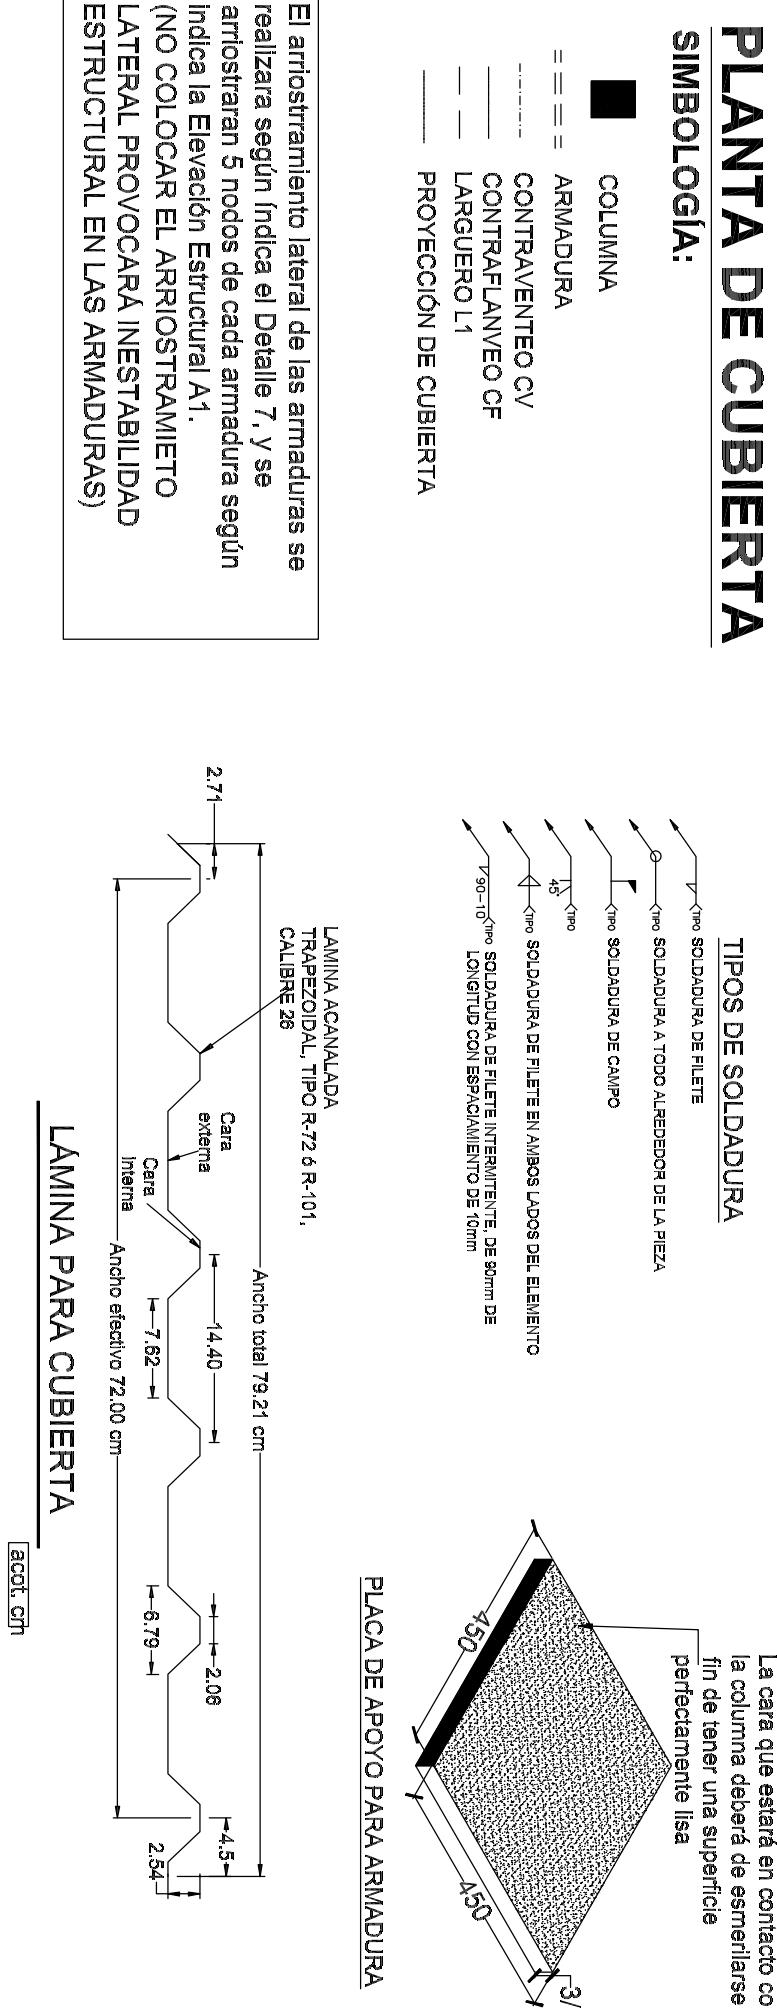 PLANTA DE CUBIERTA
SIMBOLOGÍA:
COLUMNA
ARMADURA
CONTRAVENTEO CV
CONTRAFLANVEO CF
LARGUERO L1
PROYECCIÓN DE CUBIERTA
El arriostrramiento lateral de las armaduras se
realizara según índica el Detalle 7, y se
arriostraran 5 nodos de cada armadura según
indica la Elevación Estructural A1.
(NO COLOCAR EL ARRIOSTRAMIETO
LATERAL PROVOCARÁ INESTABILIDAD
ESTRUCTURAL EN LAS ARMADURAS)
TIPOS DE SOLDADURA
TIPO SOLDADURA DE FILETE
TIPO SOLDADURA A TODO ALREDEDOR DE LA PIEZA
TIPO SOLDADURA DE CAMPO
45° TIPO
TIPO SOLDADURA DE FILETE EN AMBOS LADOS DEL ELEMENTO
90-10 TIPO SOLDADURA DE FILETE INTERMITENTE, DE 90mm DE
LONGITUD CON ESPACIAMIENTO DE 10mm
La cara que estará en contacto co
la columna deberá de esmerilarse
fin de tener una superficie
perfectamente lisa
450
450
3/
PLACA DE APOYO PARA ARMADURA
LAMINA ACANALADA
TRAPEZOIDAL, TIPO R-72 ó R-101,
CALIBRE 26
Ancho total 79.21 cm
2.71
14.40
2.06
4.5
Cara
externa
Cara
interna
7.62
6.79
2.54
Ancho efectivo 72.00 cm
LÁMINA PARA CUBIERTA
acot. cm